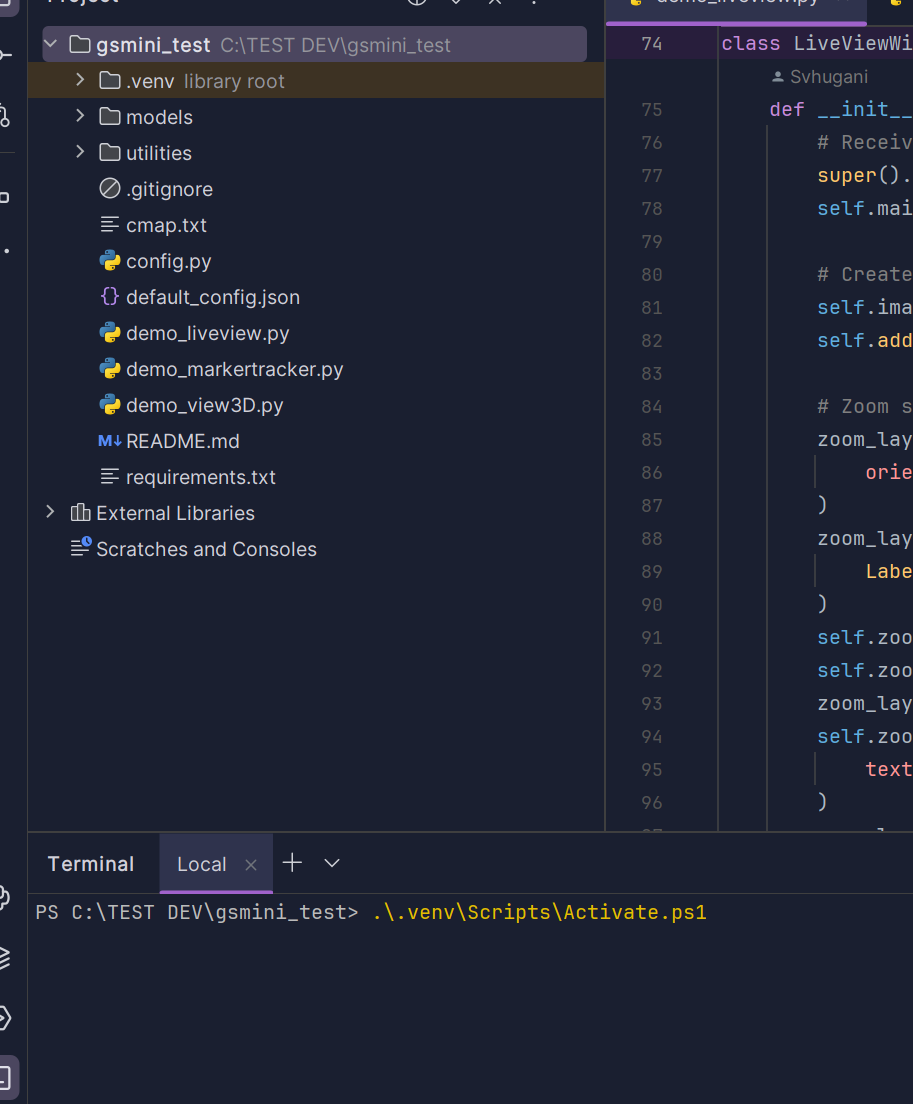 Project
demo_liveview.py
gsmini_test C:\TEST DEV\gsmini_test
.venv library root
models
utilities
.gitignore
cmap.txt
config.py
default_config.json
demo_liveview.py
demo_markertracker.py
demo_view3D.py
M↓ README.md
requirements.txt
External Libraries
Scratches and Consoles
74 class LiveViewWi
Svhugani
75 def __init__
76 # Receiv
77 super().
78 self.mai
79
80 # Create
81 self.ima
82 self.add
83
84 # Zoom s
85 zoom_lay
86 orie
87 )
88 zoom_lay
89 Labe
90 )
91 self.zoo
92 self.zoo
93 zoom_lay
94 self.zoo
95 text
96 )
Terminal Local
PS C:\TEST DEV\gsmini_test> .\.venv\Scripts\Activate.ps1